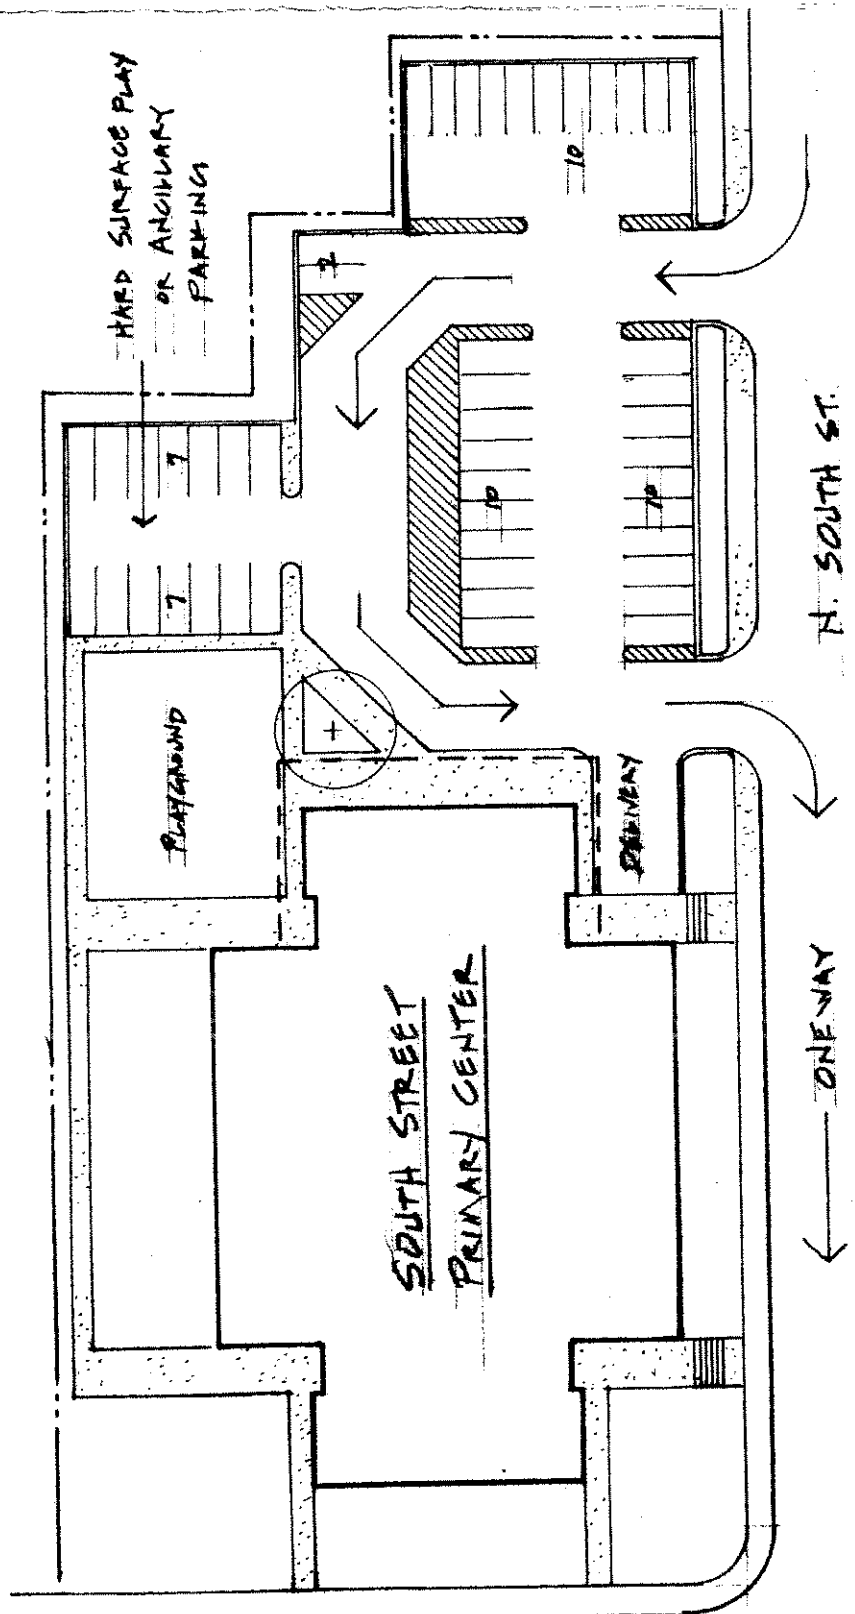 HARD SURFACE PLAY
OR ANCILLARY
PARKING
7
7
2
10
10
10
PLAYGROUND
DELIVERY
SOUTH STREET
PRIMARY CENTER
ONE WAY
N. SOUTH ST.